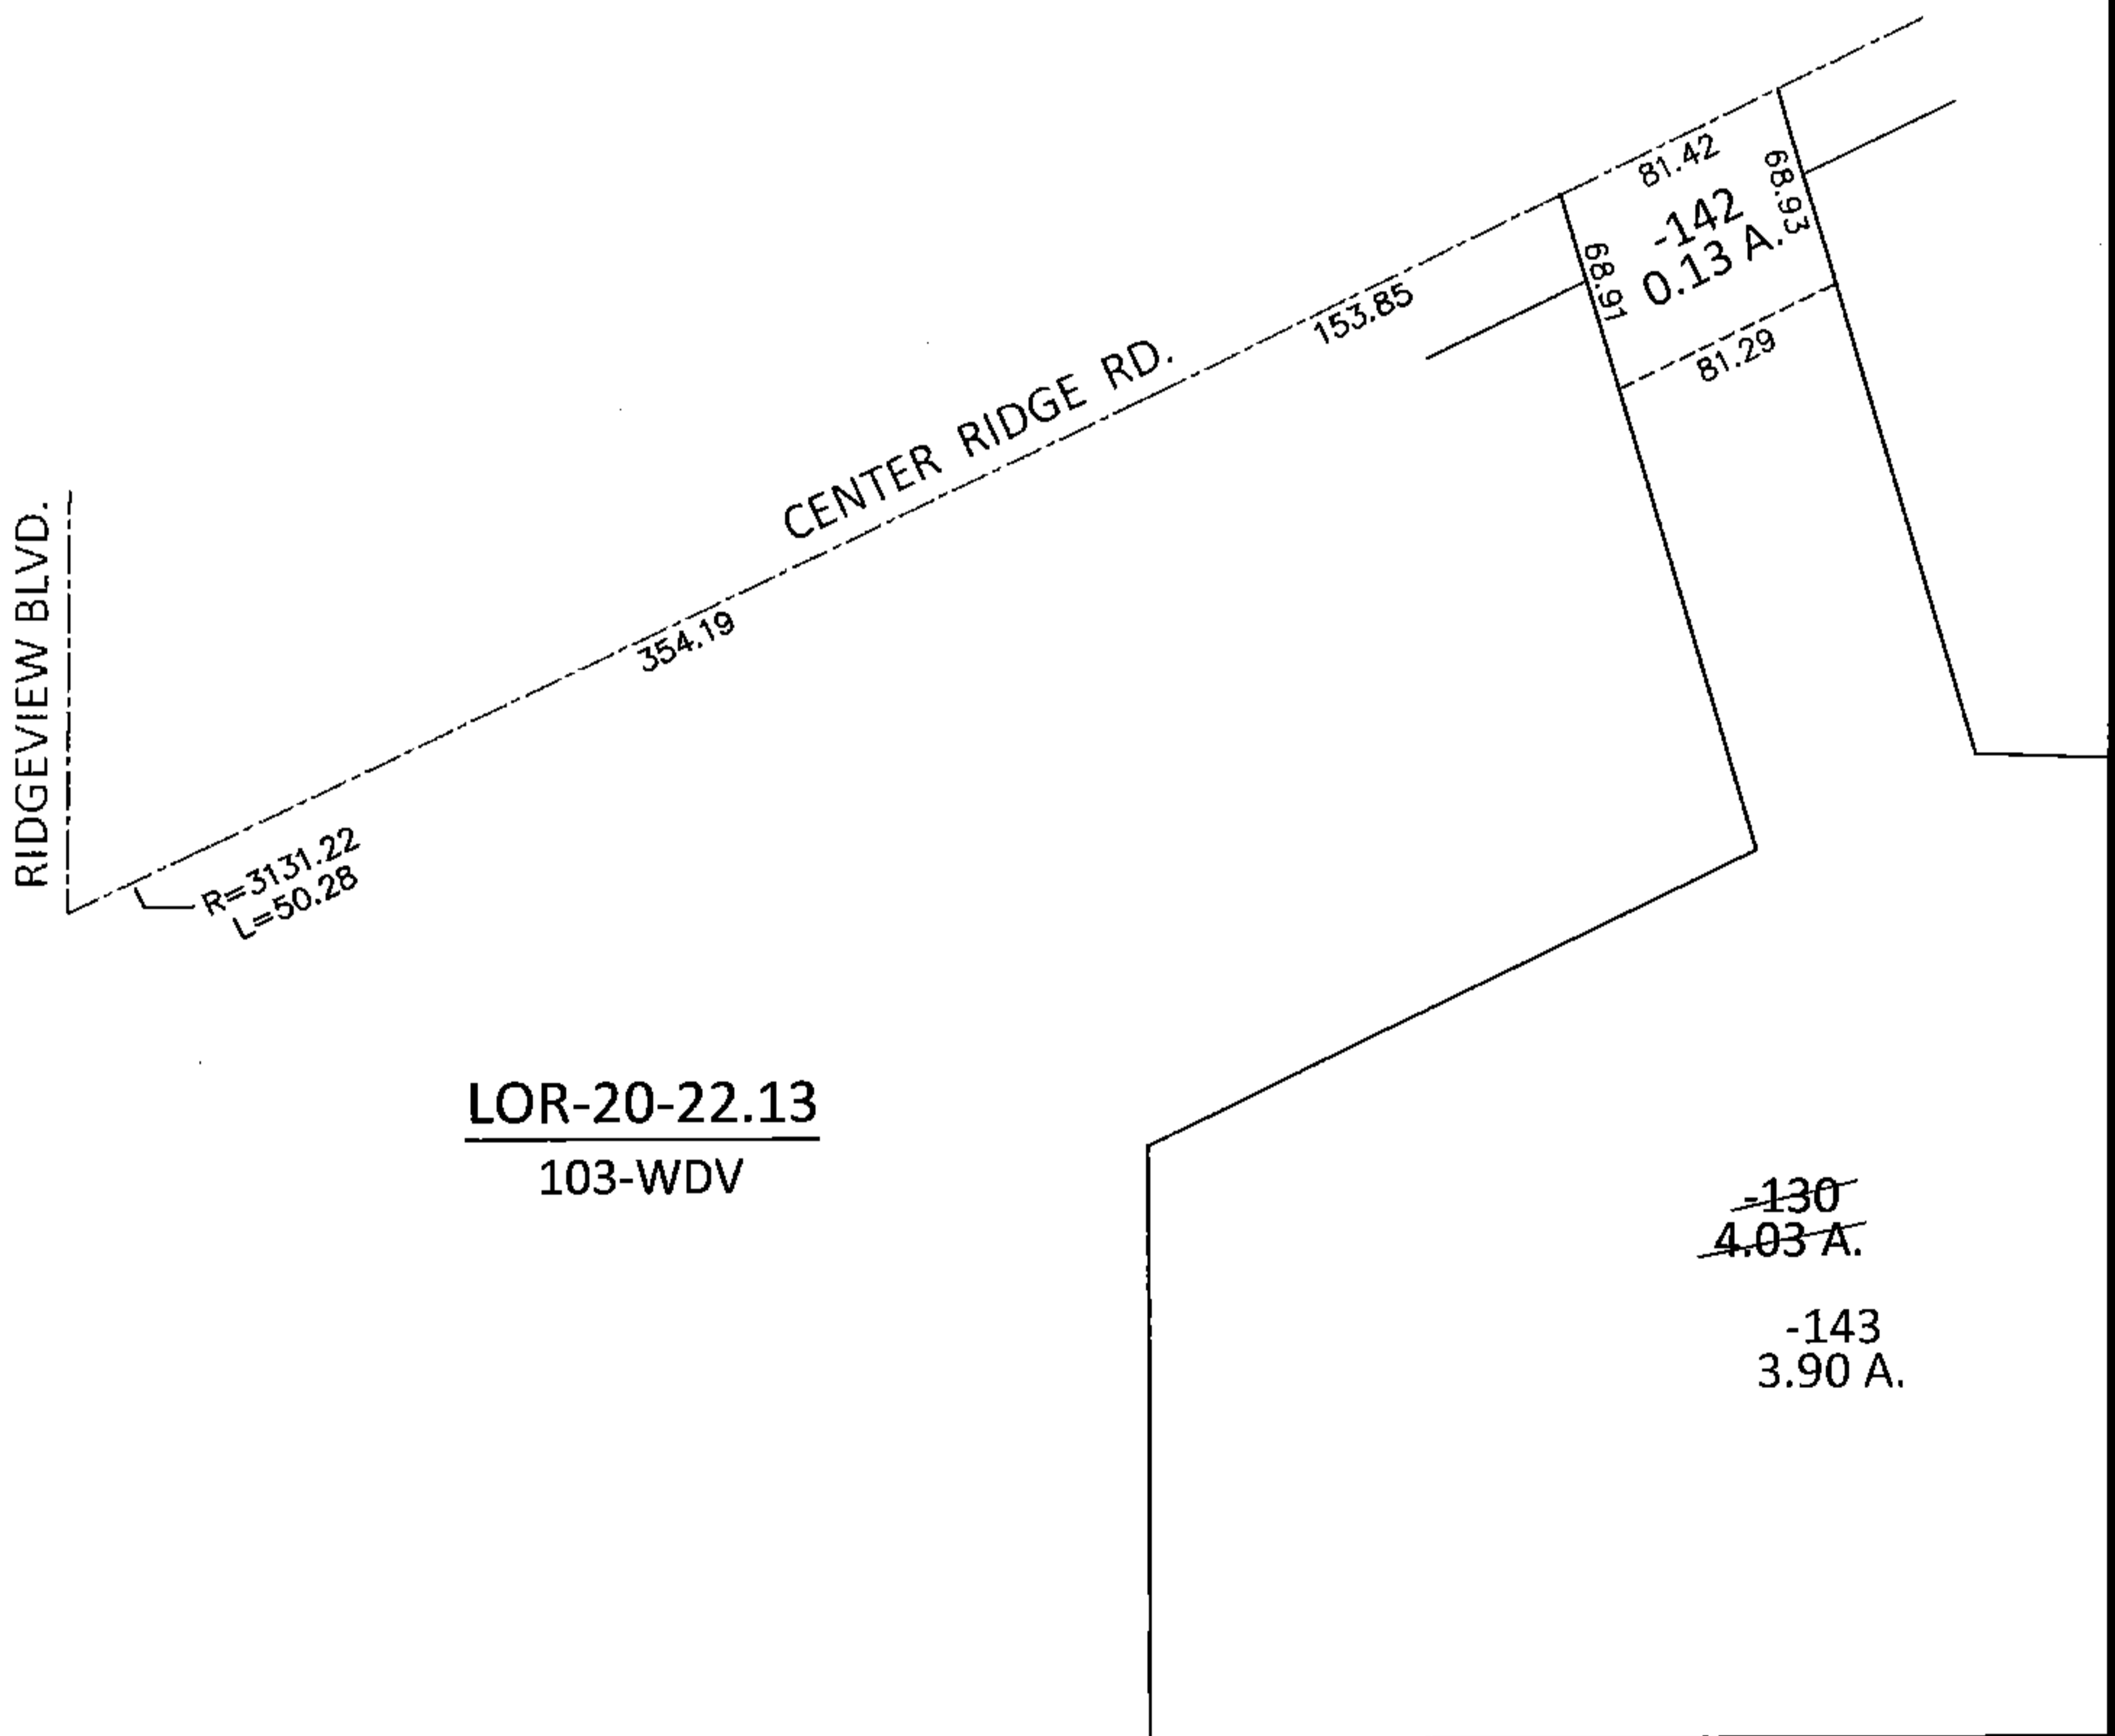 81.42
68.93
-142
0.13 A.
68.91
81.29
153.85
CENTER RIDGE RD.
354.19
RIDGEVIEW BLVD.
R=3131.22
L=50.28
LOR-20-22.13
103-WDV
-130
4.03 A.
-143
3.90 A.